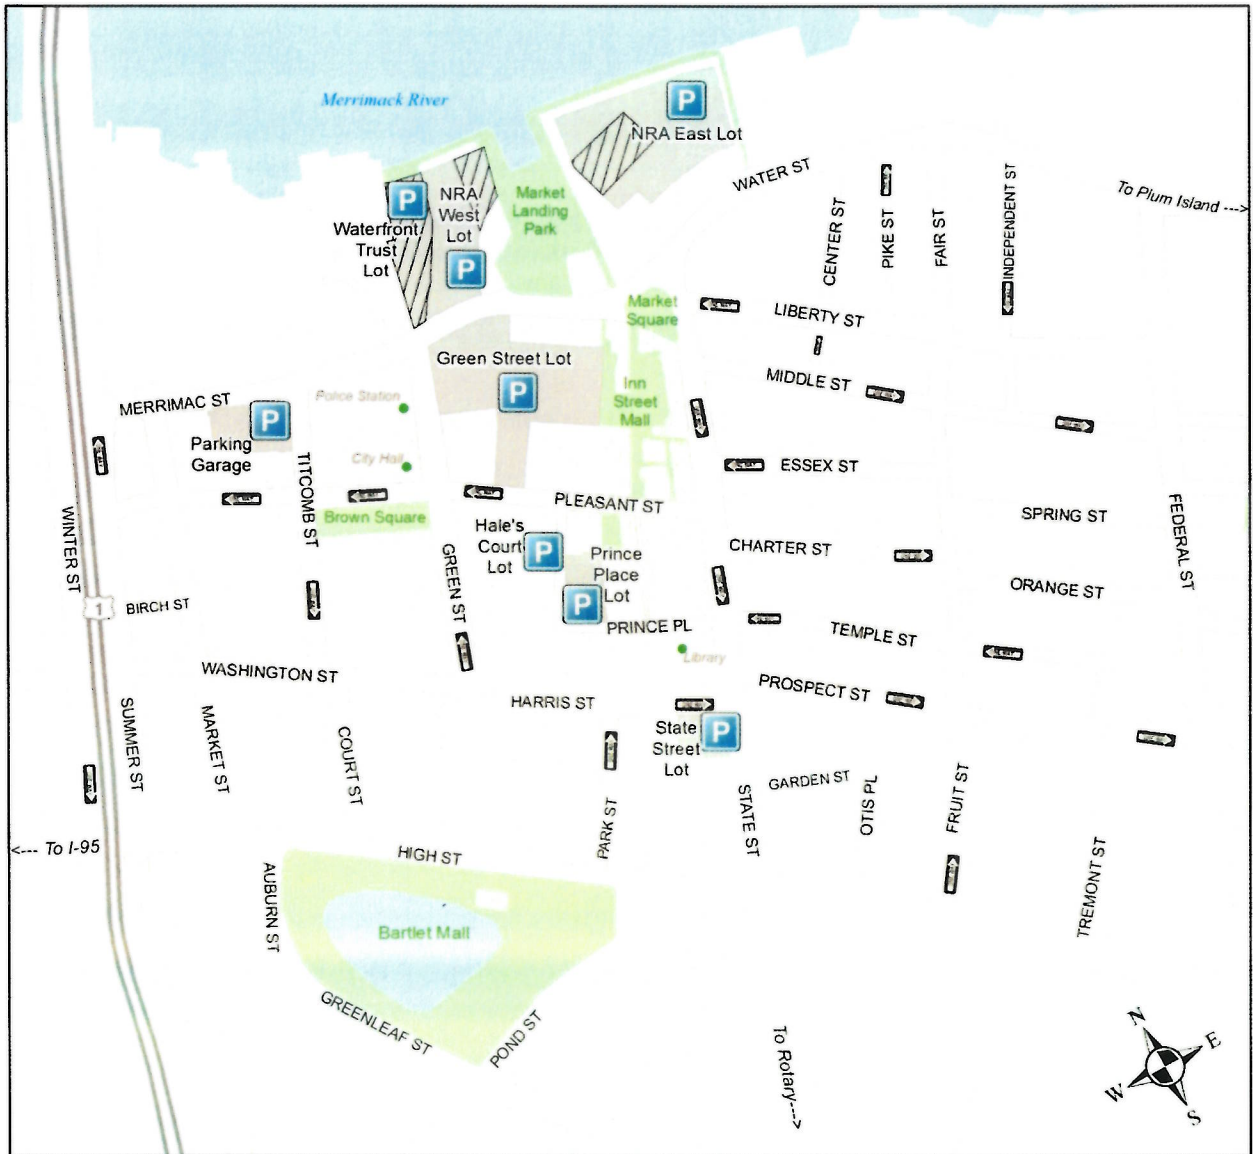 Merrimack River
P
NRA East Lot
WATER ST
To Plum Island --->
P
NRA
West
Lot
Market
Landing
Park
Waterfront
Trust
Lot
P
CENTER ST
PIKE ST
FAIR ST
INDEPENDENT ST
Market
Square
LIBERTY ST
Green Street Lot
P
Inn
Street
Mall
MIDDLE ST
MERRIMAC ST
P
Police Station
Parking
Garage
City Hall
TITCOMB ST
ESSEX ST
PLEASANT ST
Brown Square
WINTER ST
Hale's
Court
Lot
P
Prince
Place
Lot
P
CHARTER ST
SPRING ST
FEDERAL ST
ORANGE ST
GREEN ST
1
BIRCH ST
PRINCE PL
TEMPLE ST
Library
WASHINGTON ST
PROSPECT ST
HARRIS ST
SUMMER ST
MARKET ST
COURT ST
State
Street
Lot
P
GARDEN ST
OTIS PL
FRUIT ST
STATE ST
PARK ST
<--- To I-95
HIGH ST
AUBURN ST
TREMONT ST
Bartlet Mall
GREENLEAF ST
POND ST
To Rotary--->
N
E
W
S